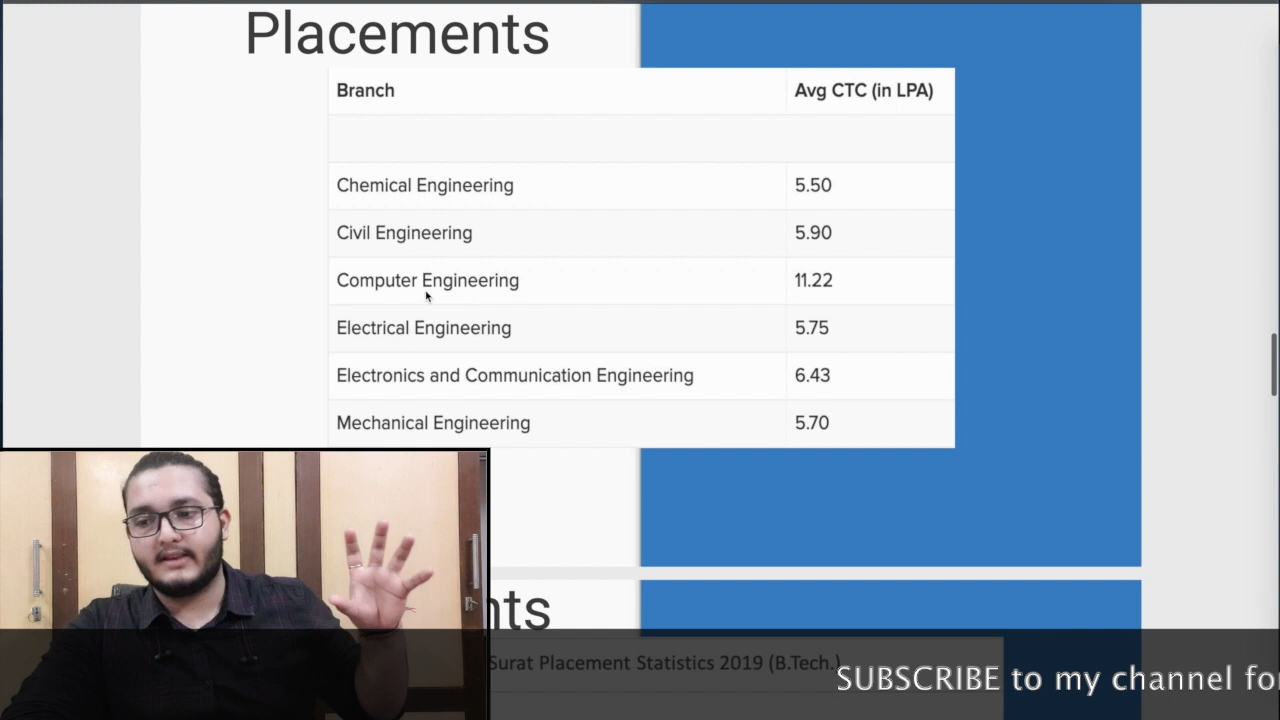 Placements
Branch Avg CTC (in LPA)
Chemical Engineering 5.50
Civil Engineering 5.90
Computer Engineering 11.22
Electrical Engineering 5.75
Electronics and Communication Engineering 6.43
Mechanical Engineering 5.70
nts
Surat Placement Statistics 2019 (B.Tech.)
SUBSCRIBE to my channel for